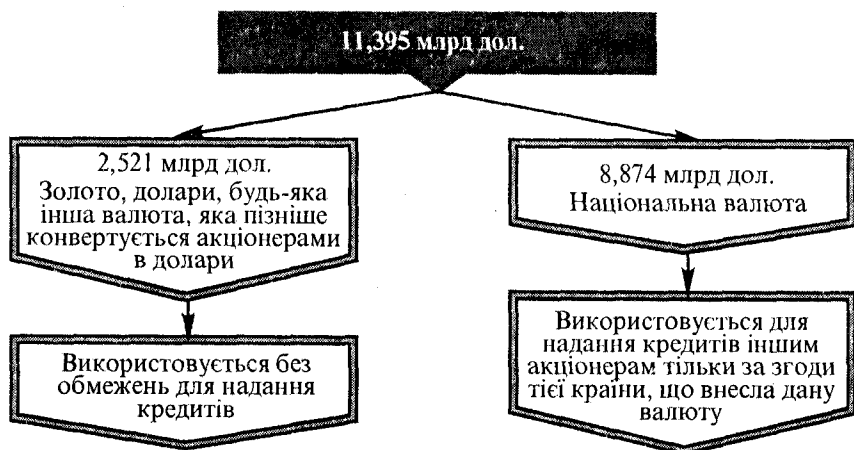 11,395 млрд дол.
2,521 млрд дол.
Золото, долари, будь-яка
інша валюта, яка пізніше
конвертується акціонерами
в долари
8,874 млрд дол.
Національна валюта
Використовується без
обмежень для надання
кредитів
Використовується для
надання кредитів іншим
акціонерам тільки за згоди
тієї країни, що внесла дану
валюту